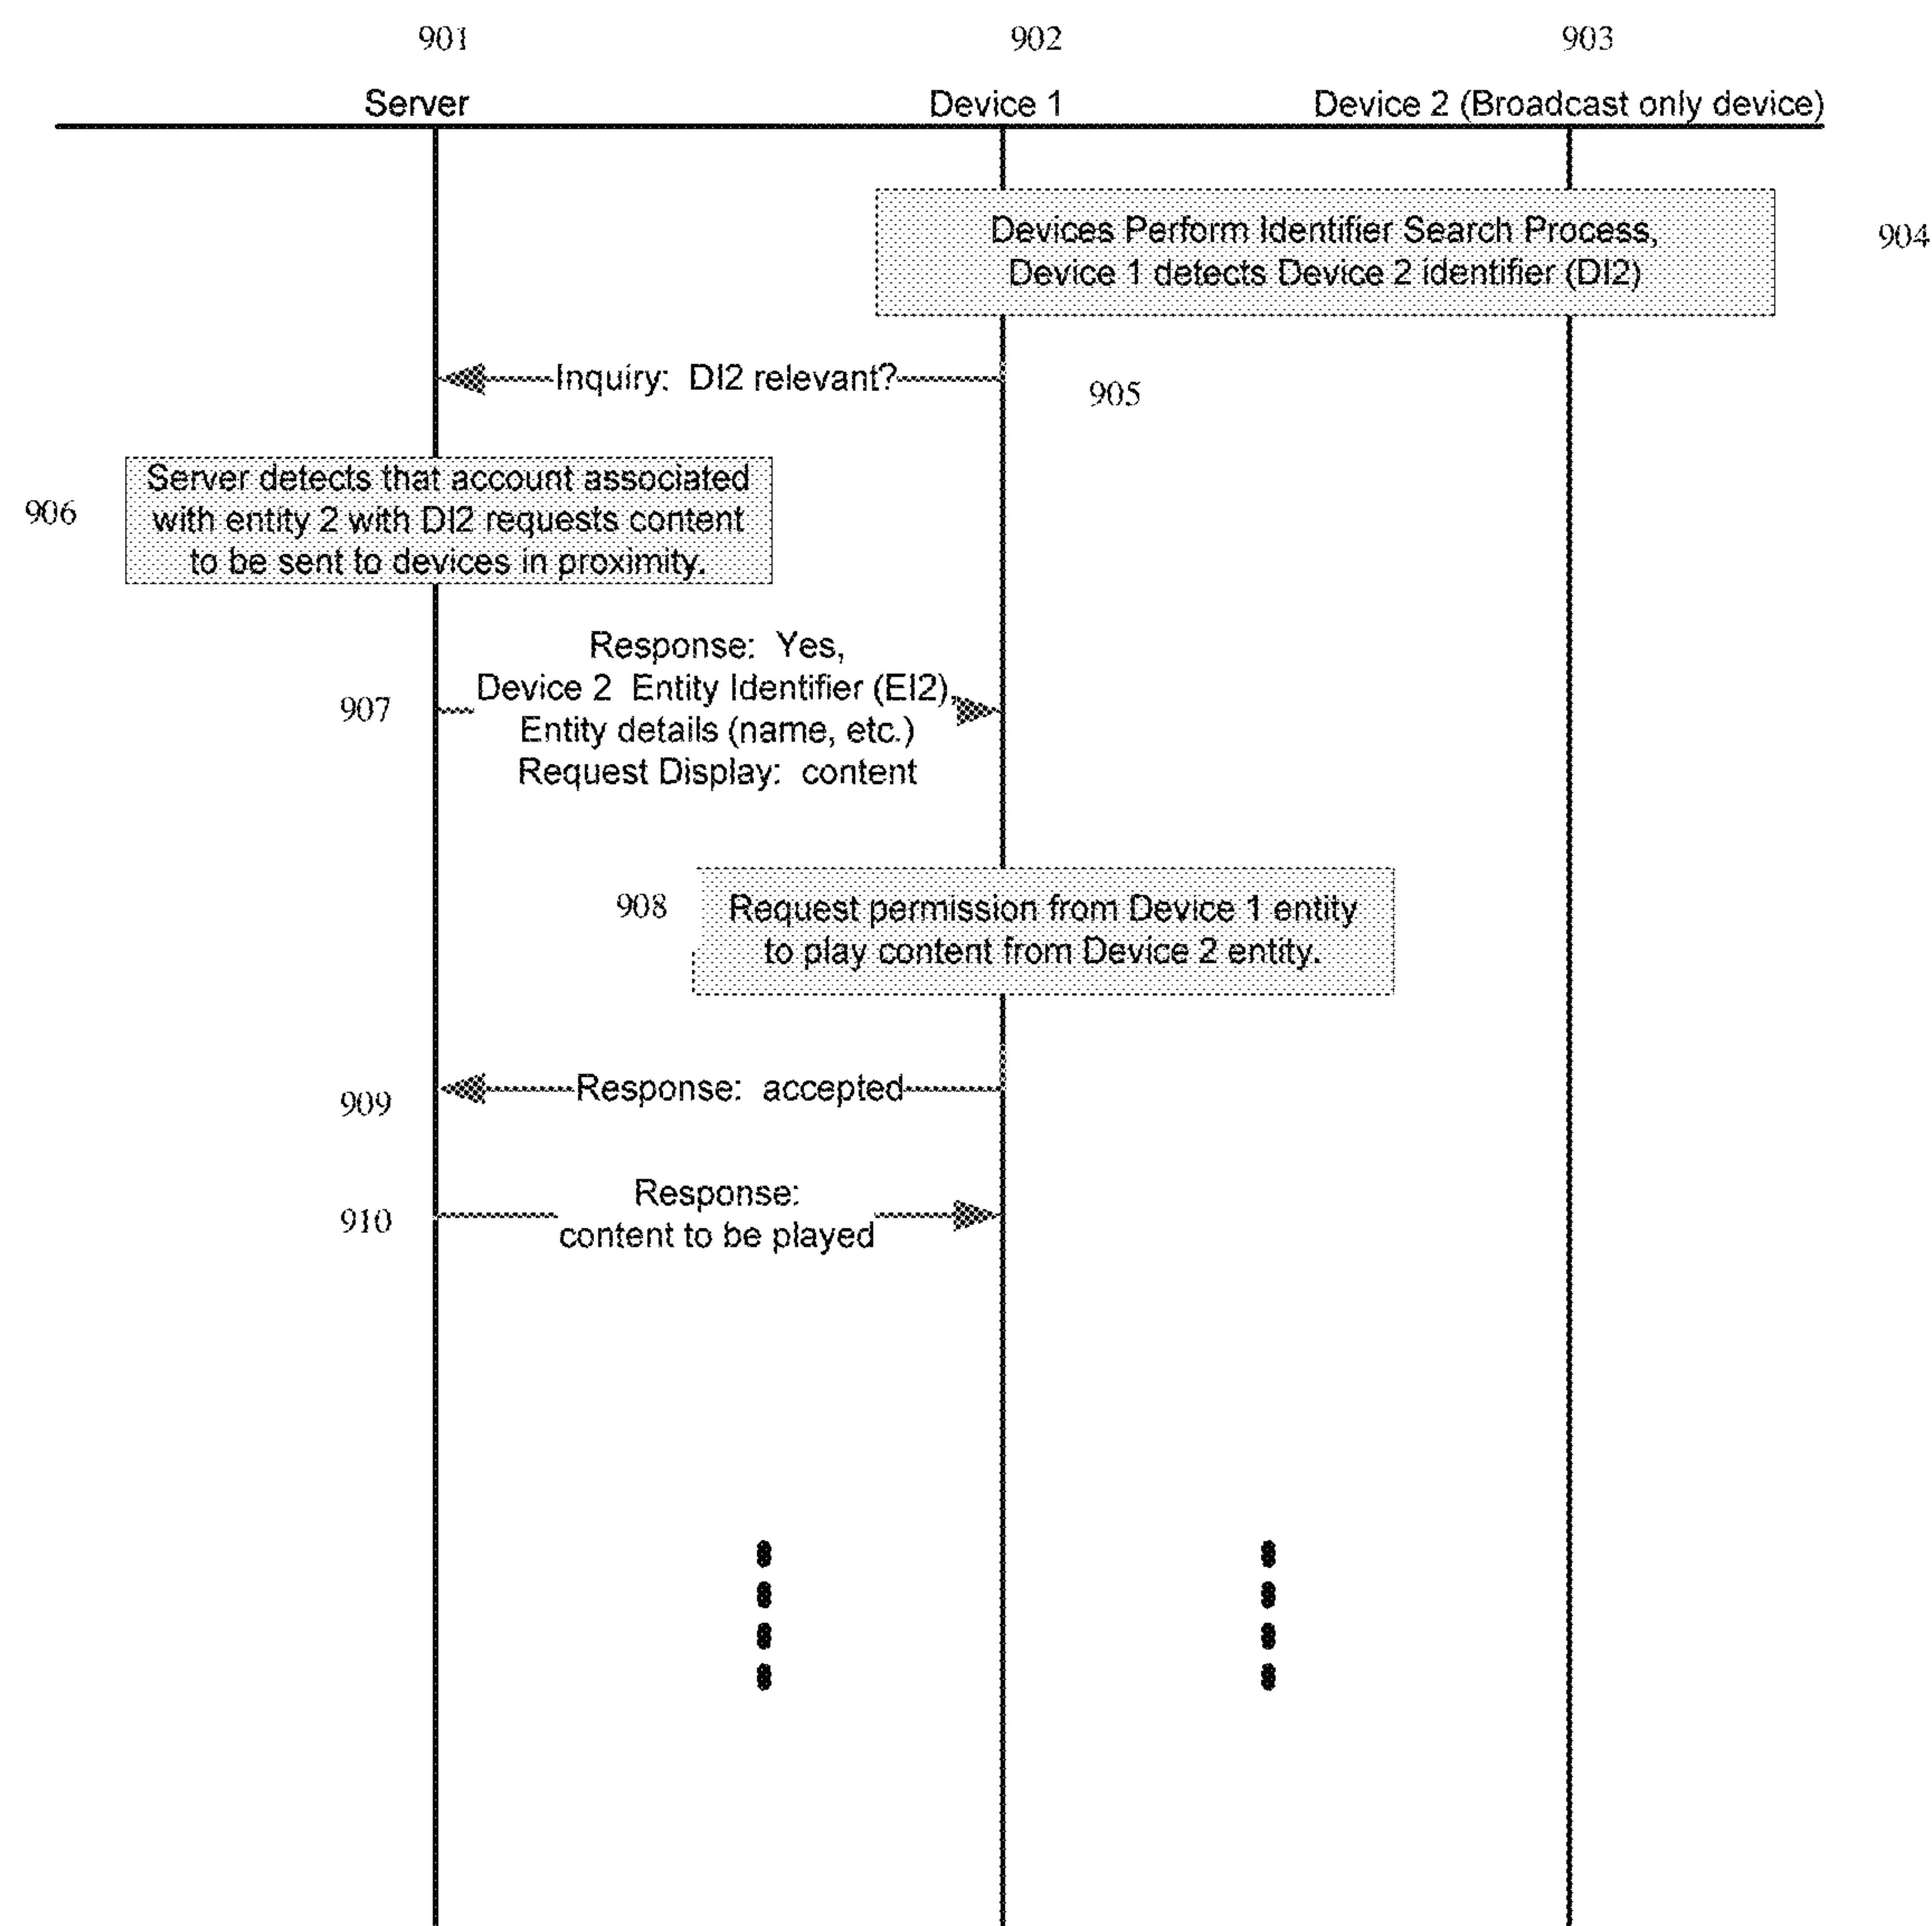 901
902
903
Server
Device 1
Device 2 (Broadcast only device)
Devices Perform Identifier Search Process,
Device 1 detects Device 2 identifier (DI2)
904
Inquiry: DI2 relevant?
905
Server detects that account associated
with entity 2 with DI2 requests content
to be sent to devices in proximity.
906
Response: Yes,
Device 2 Entity Identifier (EI2),
Entity details (name, etc.)
Request Display: content
907
908
Request permission from Device 1 entity
to play content from Device 2 entity.
Response: accepted
909
Response:
content to be played
910